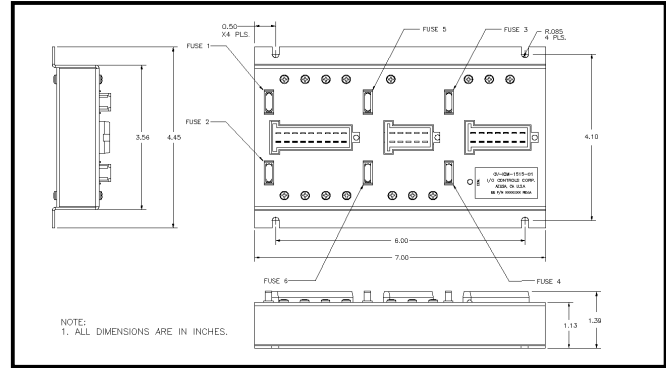 0.50
X4 PLS.
FUSE 1
FUSE 5
FUSE 3
R.085
4 PLS.
3.56
4.45
FUSE 2
4.10
I/O CONTROLS CORP.
AZUSA, CA U.S.A.
6.00
7.00
FUSE 6
FUSE 4
1.13
1.39
NOTE:
1. ALL DIMENSIONS ARE IN INCHES.